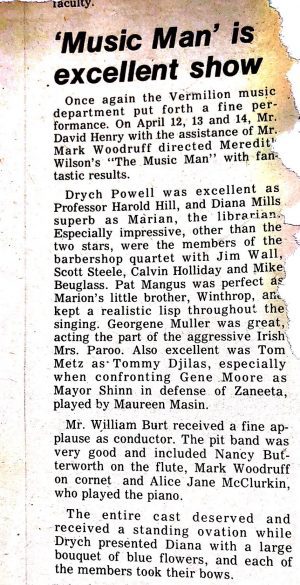 faculty.
'Music Man' is
excellent show
Once again the Vermilion music
department put forth a fine per-
formance. On April 12, 13 and 14, Mr.
David Henry with the assistance of Mr.
Mark Woodruff directed Meredith
Wilson's "The Music Man" with fan-
tastic results.
Drych Powell was excellent as
Professor Harold Hill, and Diana Mills
superb as Marian, the librarian.
Especially impressive, other than the
two stars, were the members of the
barbershop quartet with Jim Wall,
Scott Steele, Calvin Holliday and Mike
Beuglass. Pat Mangus was perfect as
Marion's little brother, Winthrop, an
kept a realistic lisp throughout the
singing. Georgene Muller was great,
acting the part of the aggressive Irish
Mrs. Paroo. Also excellent was Tom
Metz as Tommy Djilas, especially
when confronting Gene Moore as
Mayor Shinn in defense of Zaneeta,
played by Maureen Masin.
Mr. William Burt received a fine ap-
plause as conductor. The pit band was
very good and included Nancy But-
terworth on the flute, Mark Woodruff
on cornet and Alice Jane McClurkin,
who played the piano.
The entire cast deserved and
received a standing ovation while
Drych presented Diana with a large
bouquet of blue flowers, and each of
the members took their bows.